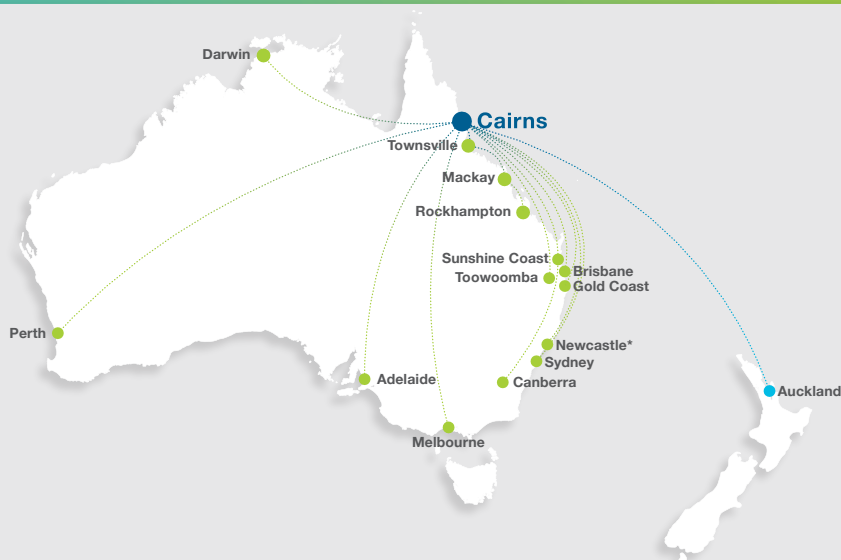 Darwin
Cairns
Townsville
Mackay
Rockhampton
Sunshine Coast
Brisbane
Toowoomba
Gold Coast
Perth
Newcastle*
Sydney
Adelaide
Canberra
Auckland
Melbourne